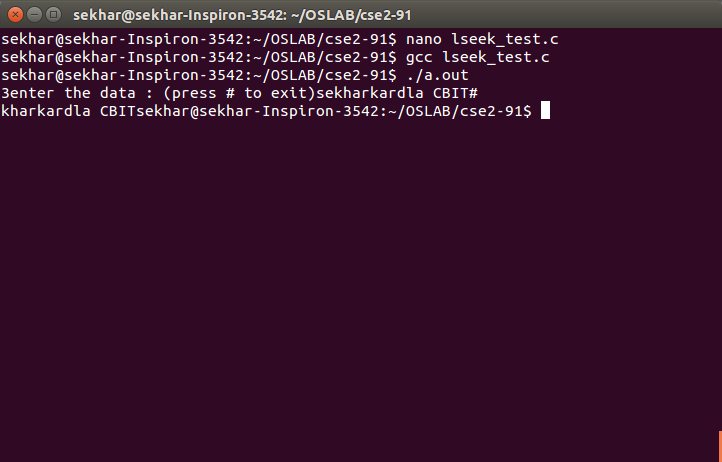 sekhar@sekhar-Inspiron-3542: ~/OSLAB/cse2-91
sekhar@sekhar-Inspiron-3542:~/OSLAB/cse2-91$ nano lseek_test.c
sekhar@sekhar-Inspiron-3542:~/OSLAB/cse2-91$ gcc lseek_test.c
sekhar@sekhar-Inspiron-3542:~/OSLAB/cse2-91$ ./a.out
3enter the data : (press # to exit)sekharkardla CBIT#
kharkardla CBITsekhar@sekhar-Inspiron-3542:~/OSLAB/cse2-91$